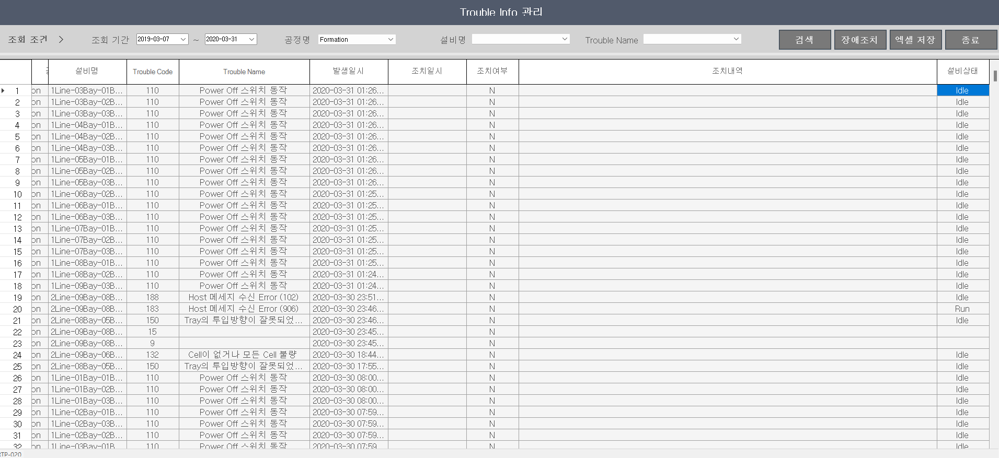 Trouble Info 관리
조회 조건 > 조회 기간 2019-03-07 ~ 2020-03-31 공정명 Formation 설비명 Trouble Name 검색 장애조치 엑셀 저장 종료
설비명 Trouble Code Trouble Name 발생일시 조치일시 조치여부 조치내역 설비상태
1 on 1Line-03Bay-01B... 110 Power Off 스위치 동작 2020-03-31 01:26... N Idle
2 on 1Line-03Bay-02B... 110 Power Off 스위치 동작 2020-03-31 01:26... N Idle
3 on 1Line-03Bay-03B... 110 Power Off 스위치 동작 2020-03-31 01:26... N Idle
4 on 1Line-04Bay-01B... 110 Power Off 스위치 동작 2020-03-31 01:26... N Idle
5 on 1Line-04Bay-02B... 110 Power Off 스위치 동작 2020-03-31 01:26... N Idle
6 on 1Line-04Bay-03B... 110 Power Off 스위치 동작 2020-03-31 01:26... N Idle
7 on 1Line-05Bay-01B... 110 Power Off 스위치 동작 2020-03-31 01:26... N Idle
8 on 1Line-05Bay-02B... 110 Power Off 스위치 동작 2020-03-31 01:26... N Idle
9 on 1Line-05Bay-03B... 110 Power Off 스위치 동작 2020-03-31 01:26... N Idle
10 on 1Line-06Bay-02B... 110 Power Off 스위치 동작 2020-03-31 01:25... N Idle
11 on 1Line-06Bay-01B... 110 Power Off 스위치 동작 2020-03-31 01:25... N Idle
12 on 1Line-06Bay-03B... 110 Power Off 스위치 동작 2020-03-31 01:25... N Idle
13 on 1Line-07Bay-01B... 110 Power Off 스위치 동작 2020-03-31 01:25... N Idle
14 on 1Line-07Bay-02B... 110 Power Off 스위치 동작 2020-03-31 01:25... N Idle
15 on 1Line-07Bay-03B... 110 Power Off 스위치 동작 2020-03-31 01:25... N Idle
16 on 1Line-08Bay-01B... 110 Power Off 스위치 동작 2020-03-31 01:25... N Idle
17 on 1Line-08Bay-02B... 110 Power Off 스위치 동작 2020-03-31 01:24... N Idle
18 on 1Line-09Bay-03B... 110 Power Off 스위치 동작 2020-03-31 01:24... N Idle
19 on 2Line-09Bay-08B... 188 Host 메세지 수신 Error (102) 2020-03-30 23:51... N Idle
20 on 2Line-09Bay-08B... 183 Host 메세지 수신 Error (906) 2020-03-30 23:46... N Run
21 on 2Line-08Bay-05B... 150 Tray의 투입방향이 잘못되었... 2020-03-30 23:46... N Idle
22 on 2Line-09Bay-08B... 15 2020-03-30 23:45... N
23 on 2Line-09Bay-08B... 9 2020-03-30 23:45... N
24 on 2Line-09Bay-06B... 132 Cell이 없거나 모든 Cell 불량 2020-03-30 18:44... N Idle
25 on 2Line-08Bay-05B... 150 Tray의 투입방향이 잘못되었... 2020-03-30 17:55... N Idle
26 on 1Line-01Bay-01B... 110 Power Off 스위치 동작 2020-03-30 08:00... N Idle
27 on 1Line-01Bay-02B... 110 Power Off 스위치 동작 2020-03-30 08:00... N Idle
28 on 1Line-01Bay-03B... 110 Power Off 스위치 동작 2020-03-30 08:00... N Idle
29 on 1Line-02Bay-01B... 110 Power Off 스위치 동작 2020-03-30 07:59... N Idle
30 on 1Line-02Bay-03B... 110 Power Off 스위치 동작 2020-03-30 07:59... N Idle
31 on 1Line-02Bay-02B... 110 Power Off 스위치 동작 2020-03-30 07:59... N Idle
32 on 1Line-03Bay-01B... 110 Power Off 스위치 동작 2020-03-30 07:59... N Idle
TP-020